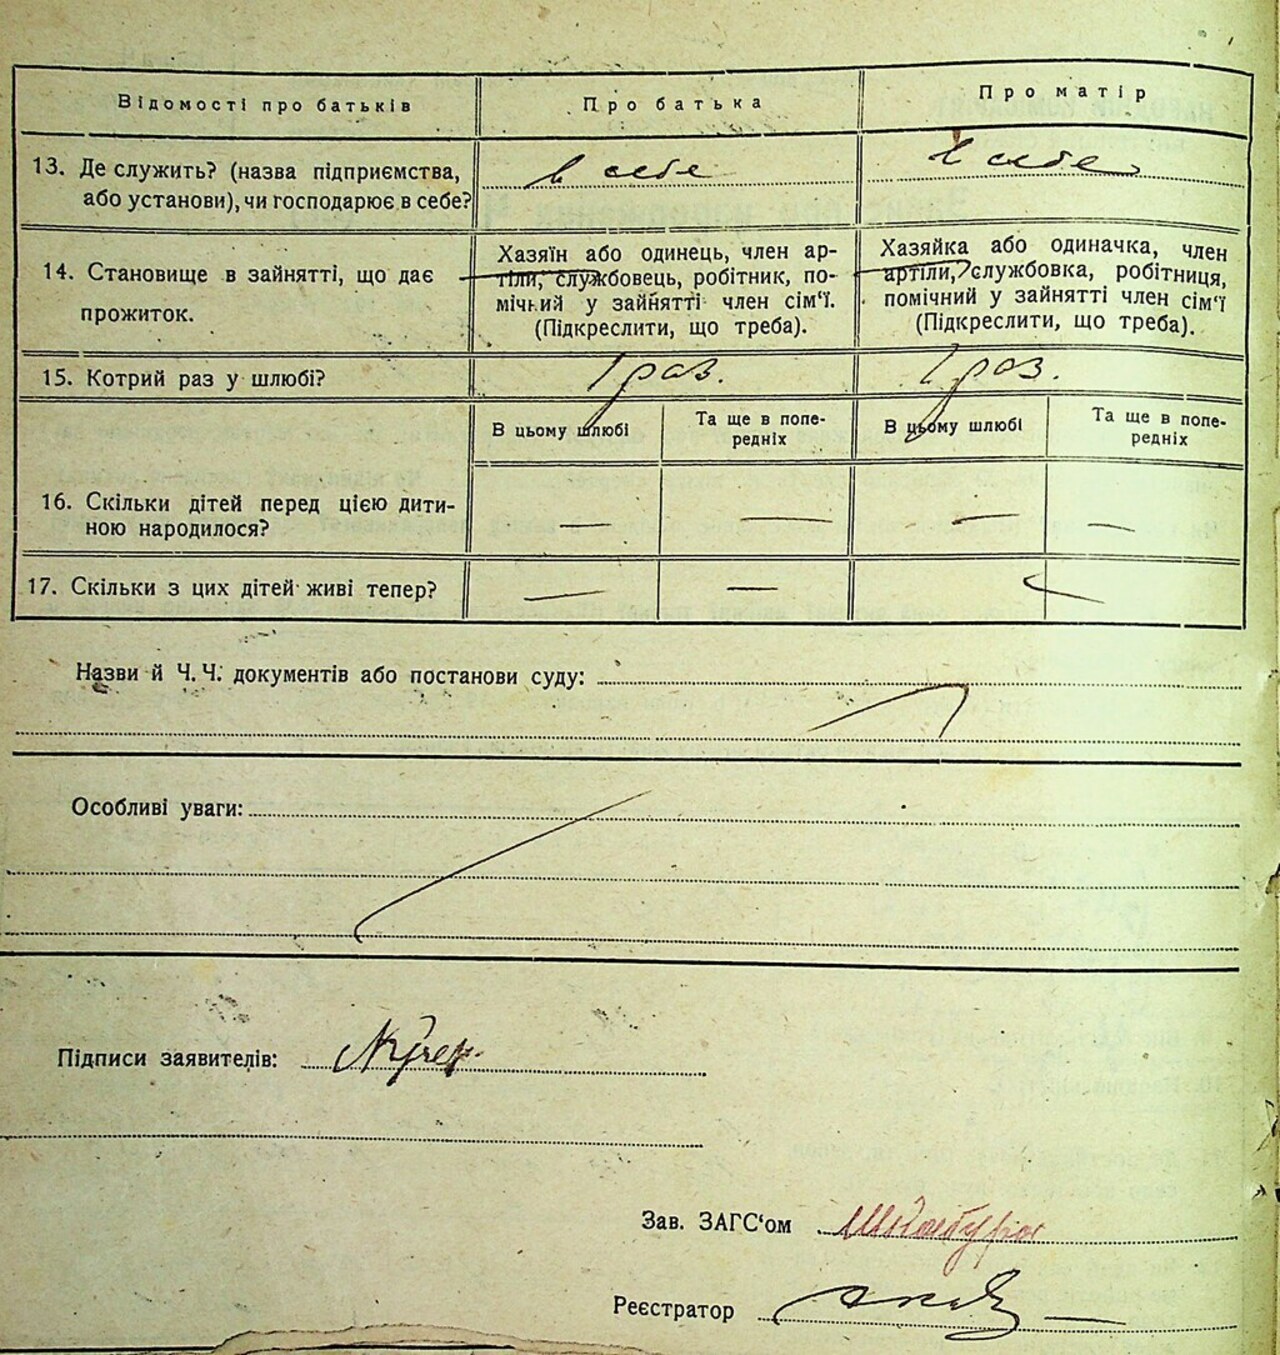 Відомості про батьків Про батька Про матір
13. Де служить? (назва підприємства, в себе в себе
або установи), чи господарює в себе?
14. Становище в зайнятті, що дає
прожиток.
Хазяїн або одинець, член ар-
тіли, службовець, робітник, по-
мічний у зайнятті член сім‘ї.
(Підкреслити, що треба).
Хазяйка або одиначка, член
артіли, службовка, робітниця,
помічний у зайнятті член сім‘ї
(Підкреслити, що треба).
15. Котрий раз у шлюбі? 1 раз. 1 раз.
В цьому шлюбі Та ще в попе-
редніх
В цьому шлюбі Та ще в попе-
редніх
16. Скільки дітей перед цією дити- — — — —
ною народилося?
17. Скільки з цих дітей живі тепер? — — —
Назви й Ч. Ч. документів або постанови суду:
Особливі уваги:
Підписи заявителів:
Зав. ЗАГС‘ом
Реєстратор